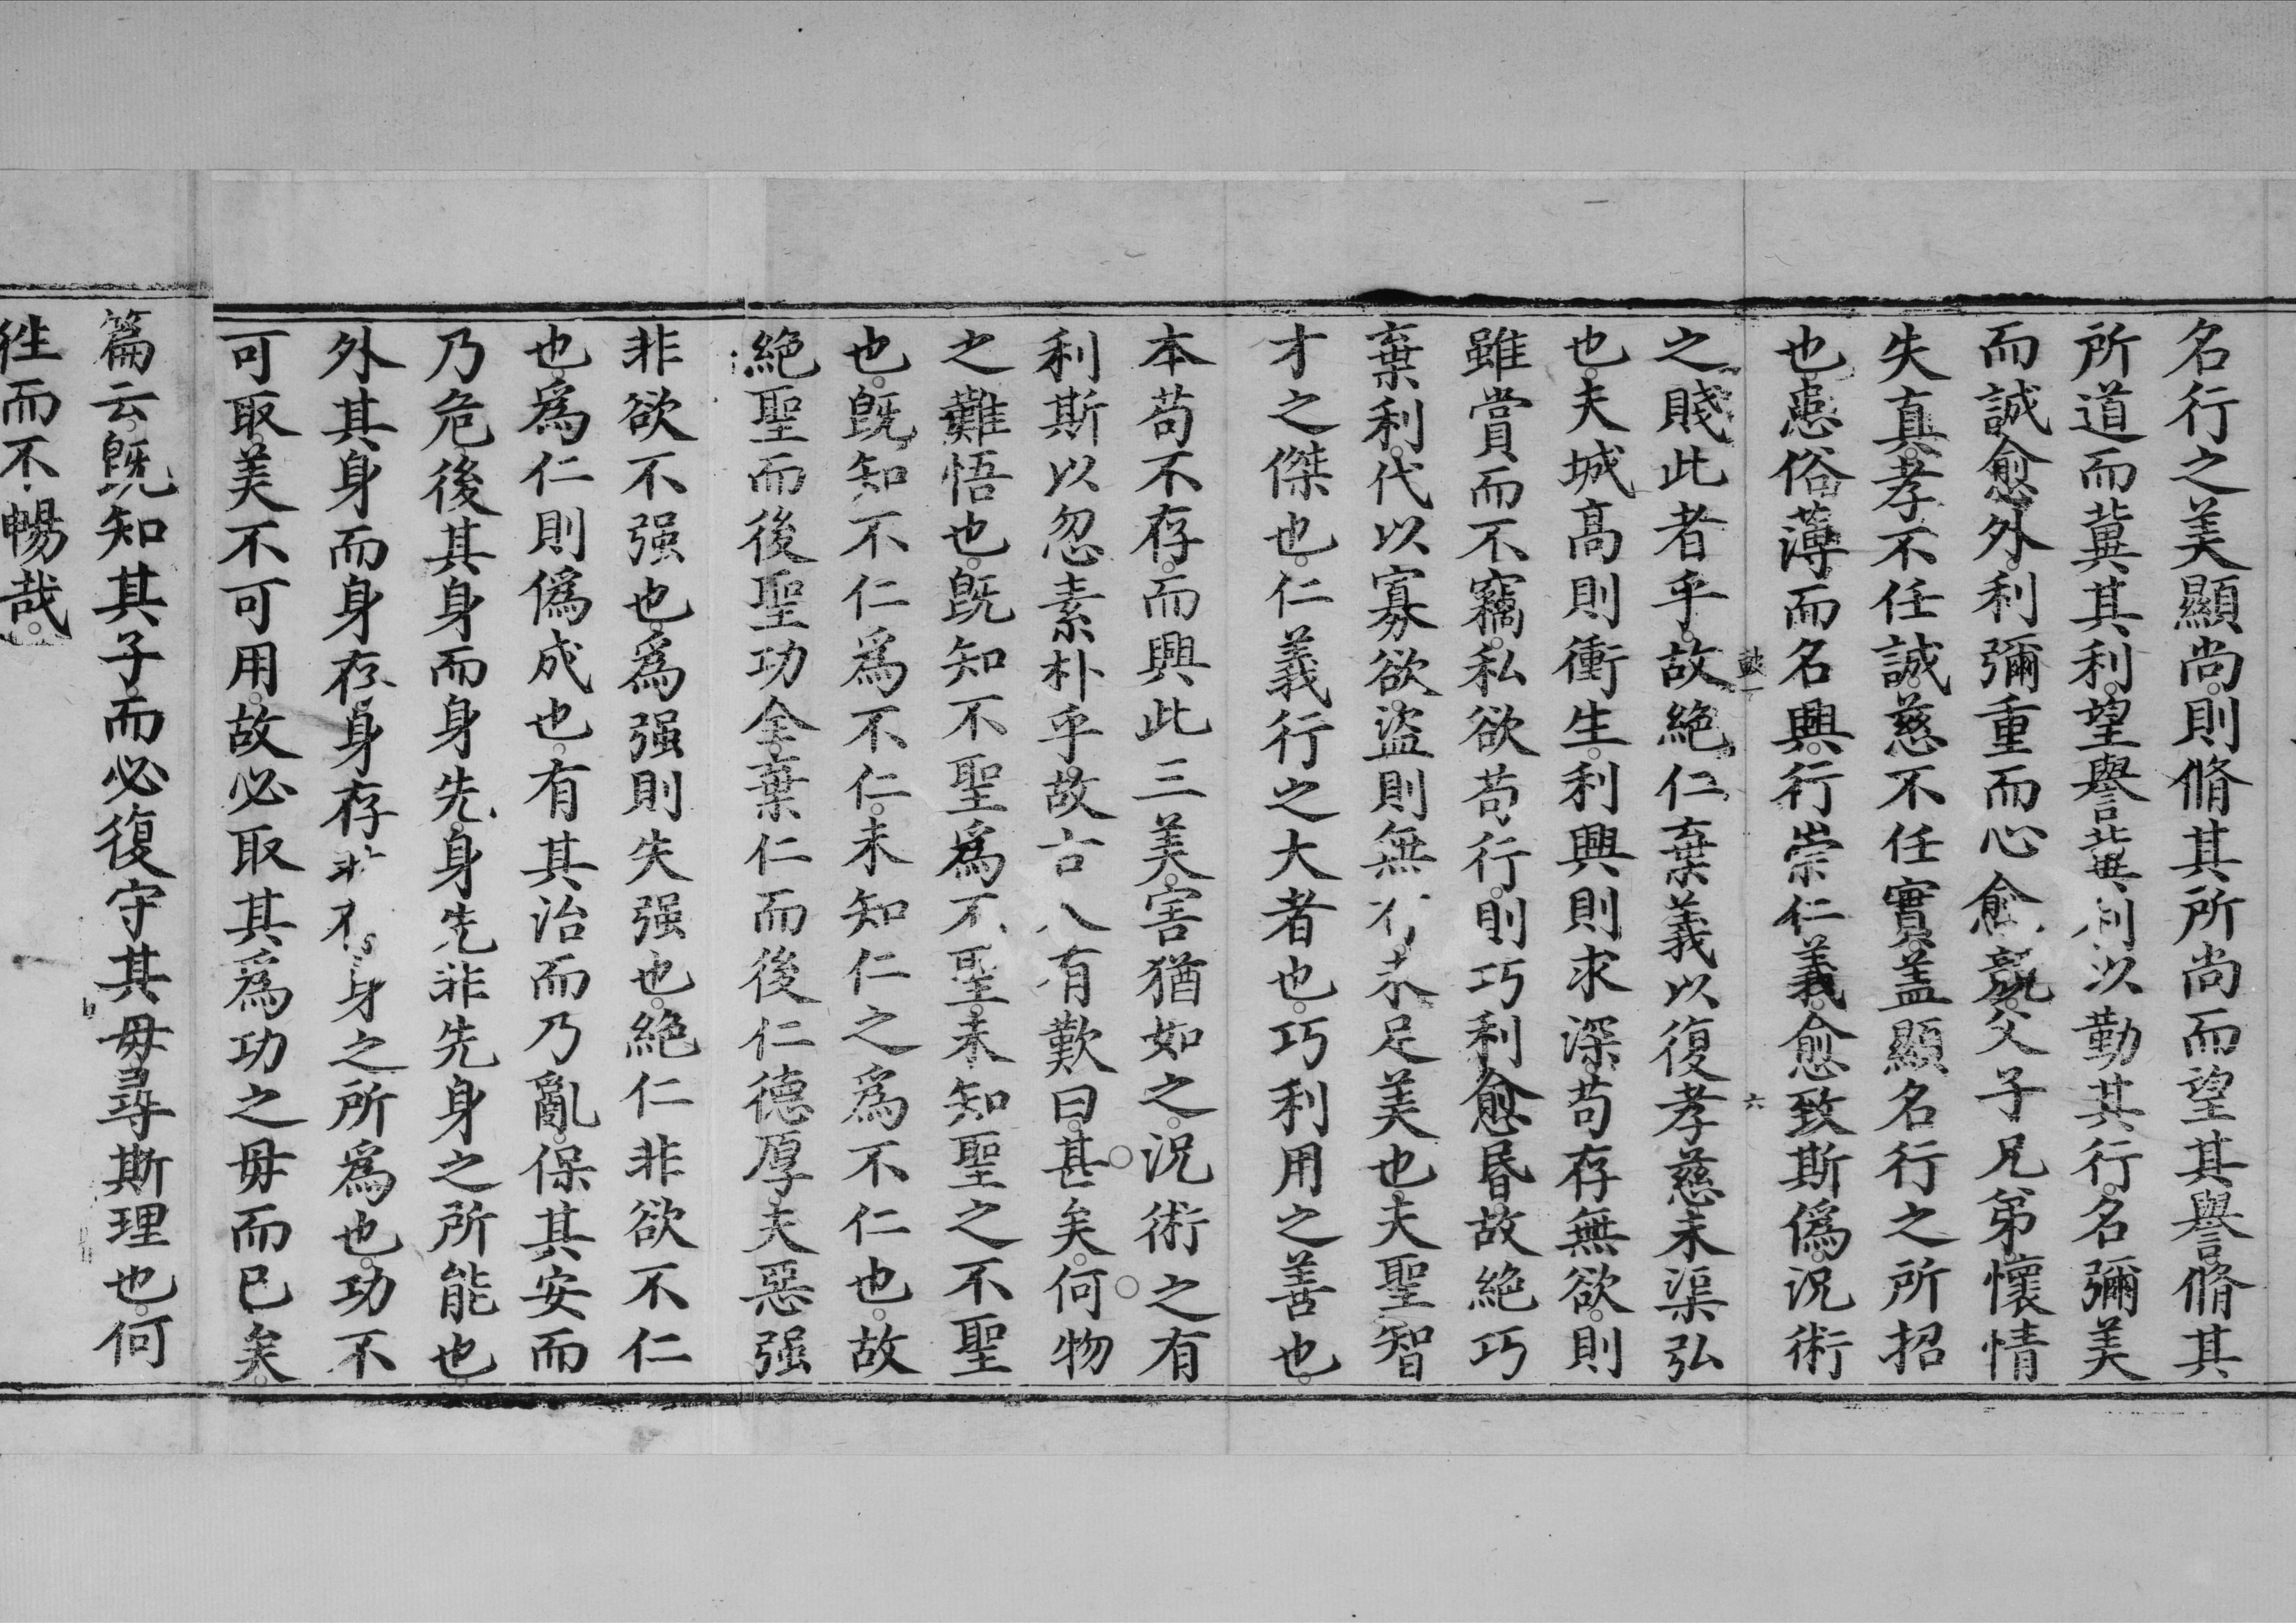 名行之美顯尚則脩其所尚而望其譽脩其
所道而冀其利望譽冀利以勤其行名彌美
而誠愈外利彌重而心愈競父子兄弟懷情
失真孝不任誠慈不任實盖顯名行之所招
也患俗薄而名興行崇仁義愈致斯僞況術
之賤此者乎故絶仁棄義以復孝慈未渠弘
也夫城高則衝生利興則求深苟存無欲則
雖賞而不竊私欲苟行則巧利愈昬故絶巧
棄利代以寡欲盜則無 求足美也夫聖智
才之傑也仁義行之大者也巧利用之善也
本苟不存而興此三美害猶如之況術之有
利斯以忽素朴乎故古 有歎曰甚矣何物
之難悟也旣知不聖爲不聖未知聖之不聖
也旣知不仁爲不仁未知仁之爲不仁也故
絶聖而後聖功全棄仁而後仁德厚夫惡强
非欲不强也爲强則失强也絶仁非欲不仁
也爲仁則僞成也有其治而乃亂保其安而
乃危後其身而身先身先非先身之所能也
外其身而身存身存非 身之所爲也功不
可取美不可用故必取其爲功之毋而已矣
篇云旣知其子而必復守其毋尋斯理也何
徃而不暢哉
六